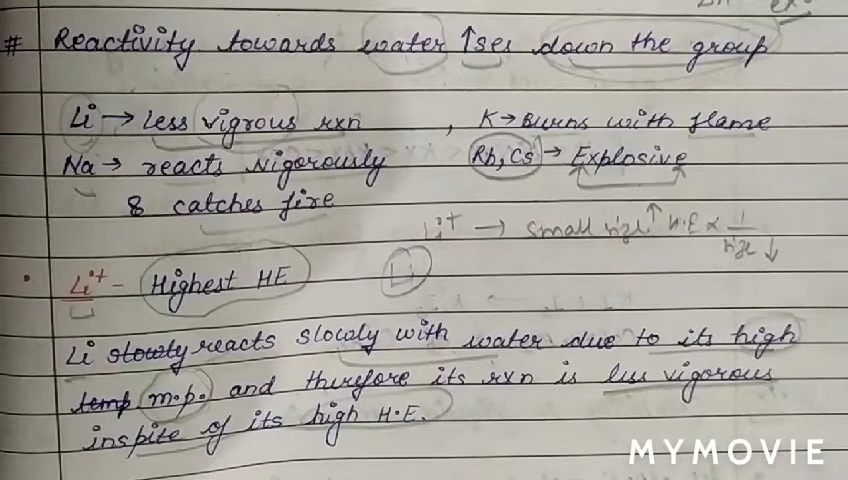 # Reactivity towards water ↑ses down the group
Li → Less vigrous rxn , K → Burns with flame
Na → reacts vigorously Rb, Cs → Explosive
& catches fire
Li+ → small size ↑ H.E ∝ 1/size ↓
• Li+ - Highest HE Li
Li slowly reacts slowly with water due to its high
temp m.p. and therefore its rxn is less vigorous
inspite of its high H.E.
MYMOVIE